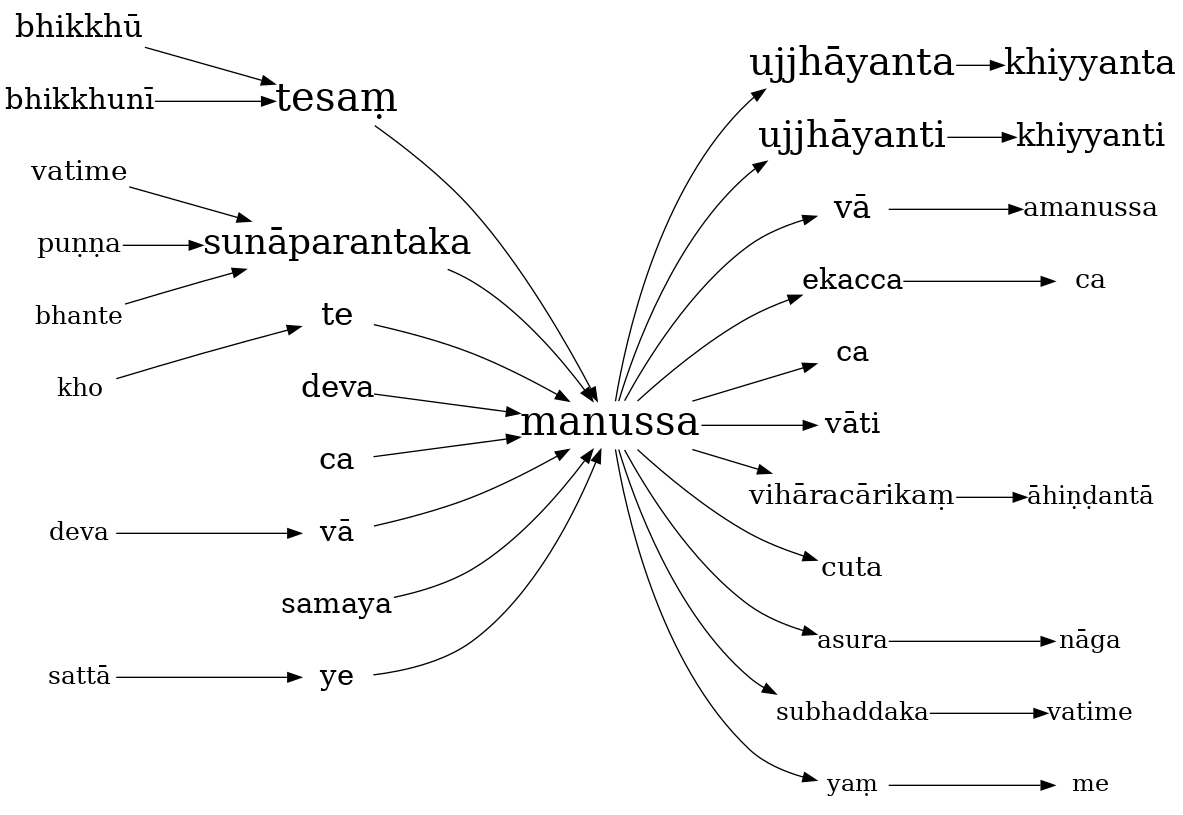 bhikkhū
bhikkhunī
tesaṃ
vatime
puṇṇa
bhante
sunāparantaka
kho
te
deva
ca
deva
vā
samaya
sattā
ye
manussa
ujjhāyanta
khiyyanta
ujjhāyanti
khiyyanti
vā
amanussa
ekacca
ca
ca
vāti
vihāracārikaṃ
āhiṇḍantā
cuta
asura
nāga
subhaddaka
vatime
yaṃ
me